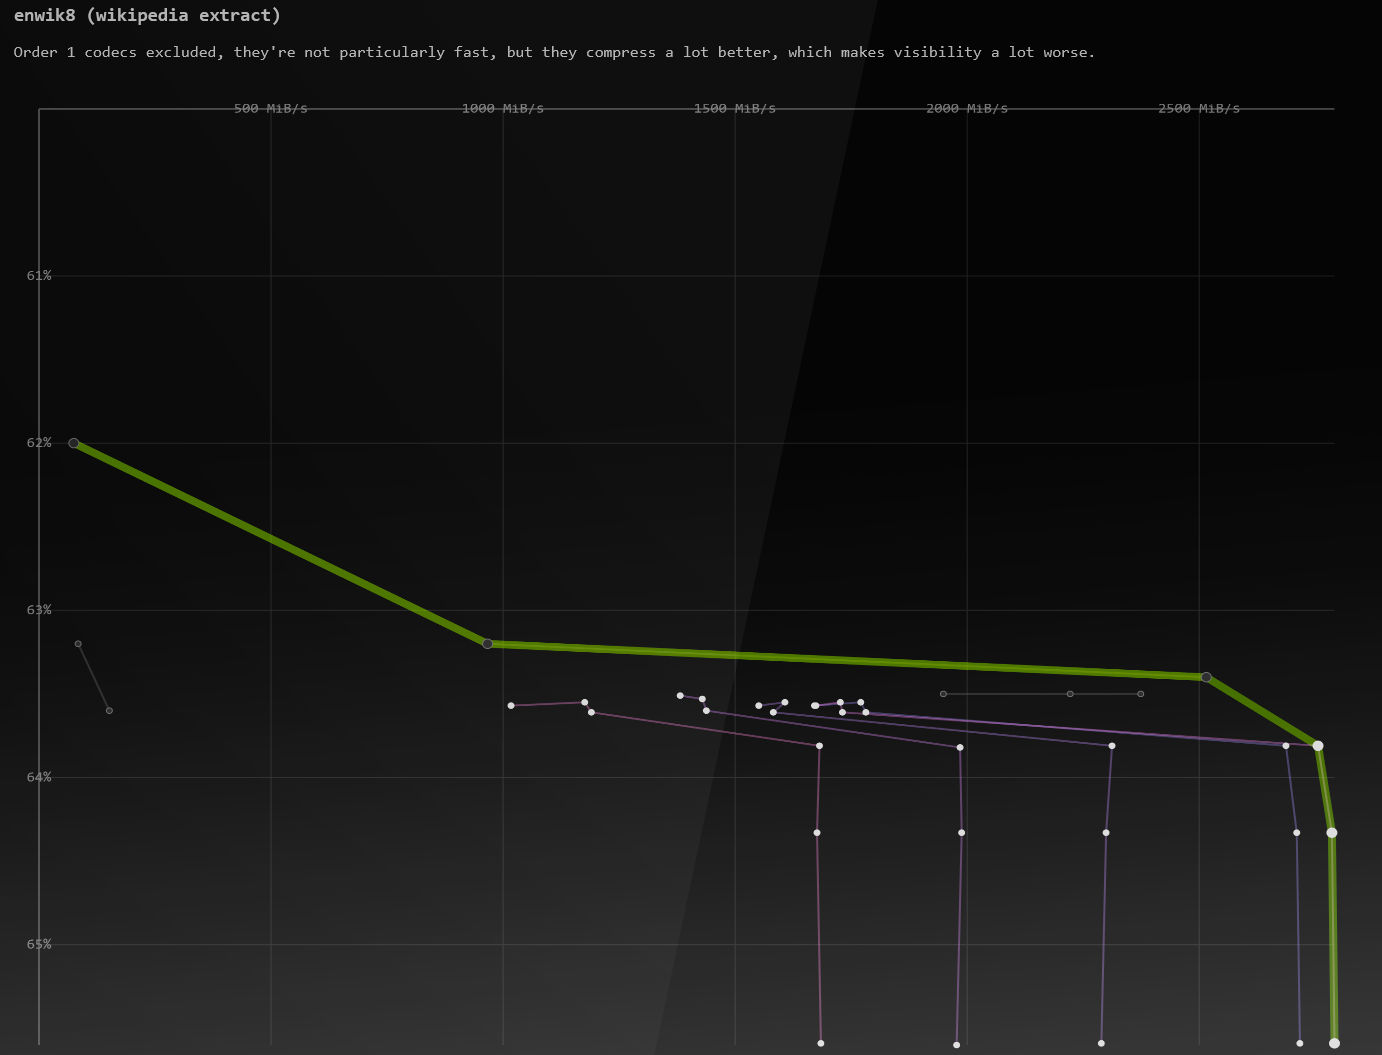 enwik8 (wikipedia extract)
Order 1 codecs excluded, they're not particularly fast, but they compress a lot better, which makes visibility a lot worse.
500 MiB/s 1000 MiB/s 1500 MiB/s 2000 MiB/s 2500 MiB/s
61%
62%
63%
64%
65%